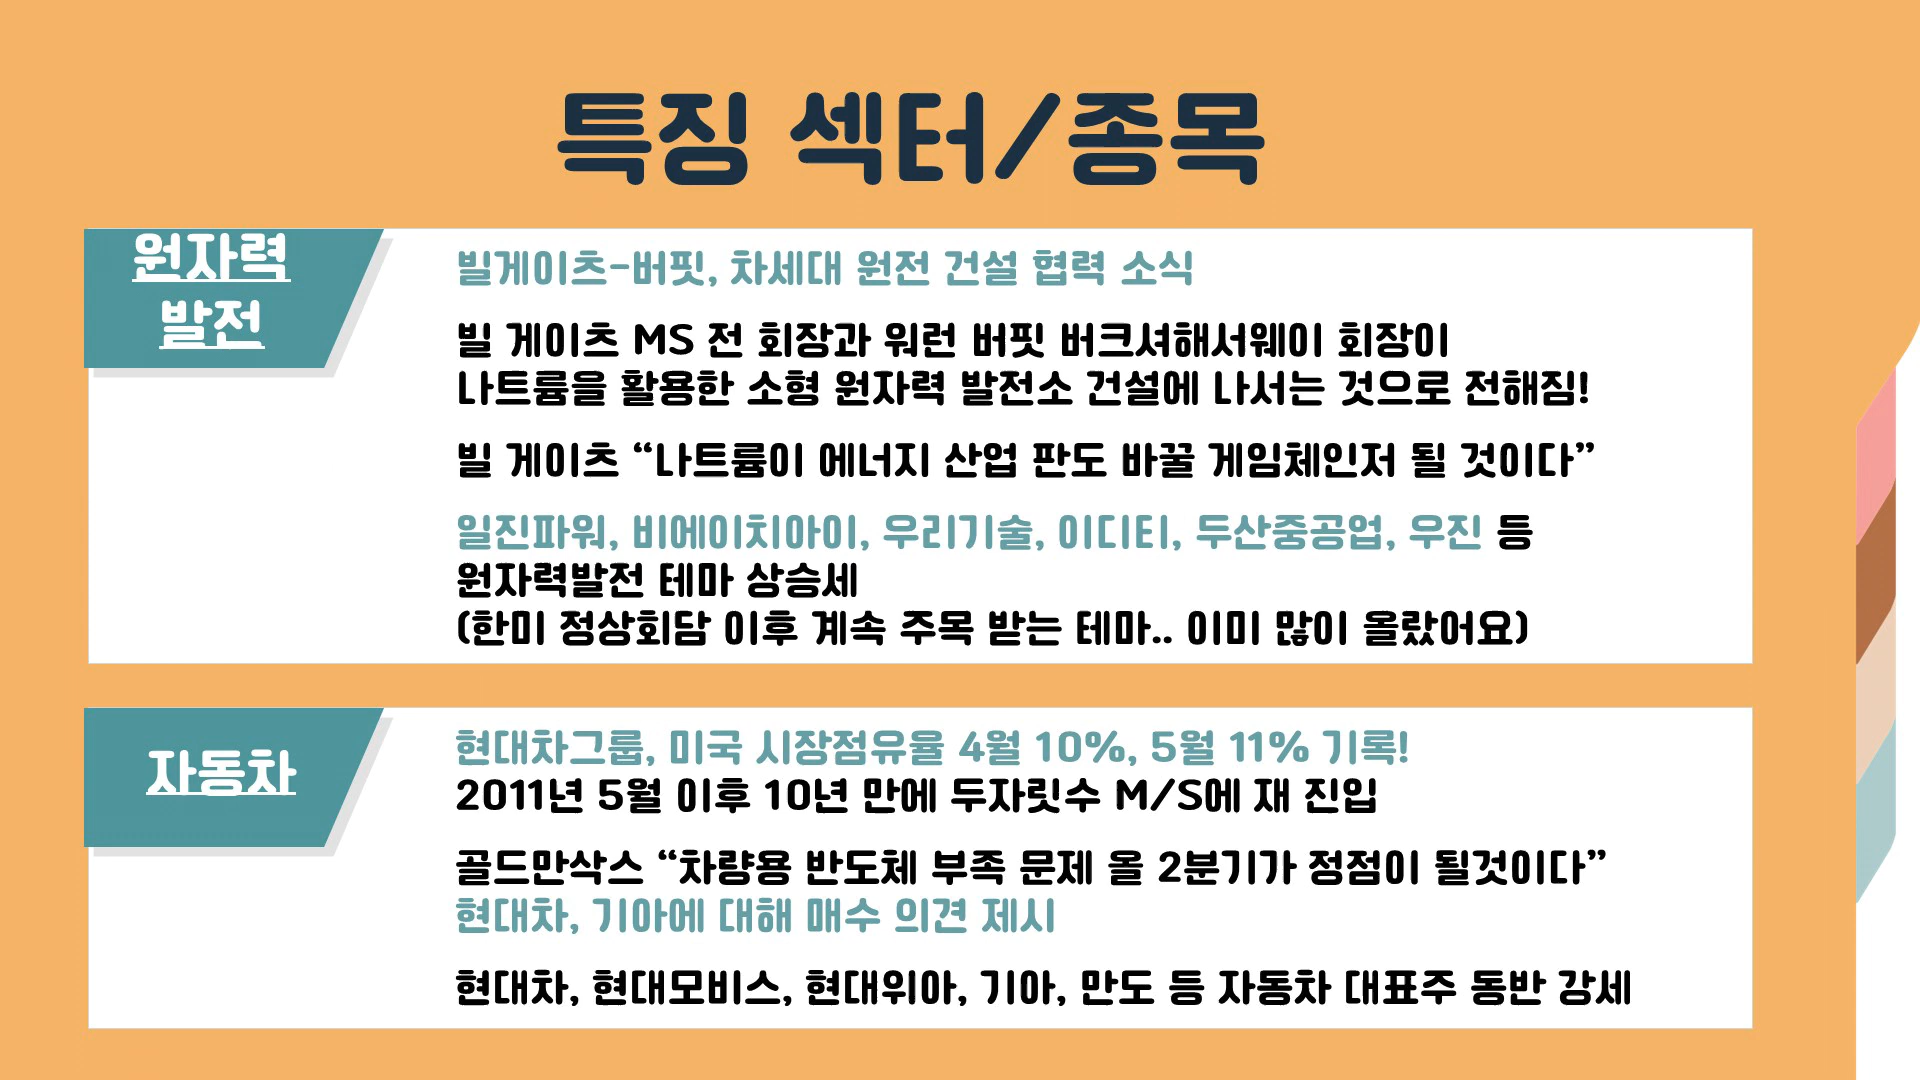 특징 섹터/종목
원자력
발전
빌게이츠-버핏, 차세대 원전 건설 협력 소식
빌 게이츠 MS 전 회장과 워런 버핏 버크셔해서웨이 회장이
나트륨을 활용한 소형 원자력 발전소 건설에 나서는 것으로 전해짐!
빌 게이츠 “나트륨이 에너지 산업 판도 바꿀 게임체인저 될 것이다”
일진파워, 비에이치아이, 우리기술, 이디티, 두산중공업, 우진 등
원자력발전 테마 상승세
(한미 정상회담 이후 계속 주목 받는 테마.. 이미 많이 올랐어요)
자동차
현대차그룹, 미국 시장점유율 4월 10%, 5월 11% 기록!
2011년 5월 이후 10년 만에 두자릿수 M/S에 재 진입
골드만삭스 “차량용 반도체 부족 문제 올 2분기가 정점이 될것이다”
현대차, 기아에 대해 매수 의견 제시
현대차, 현대모비스, 현대위아, 기아, 만도 등 자동차 대표주 동반 강세